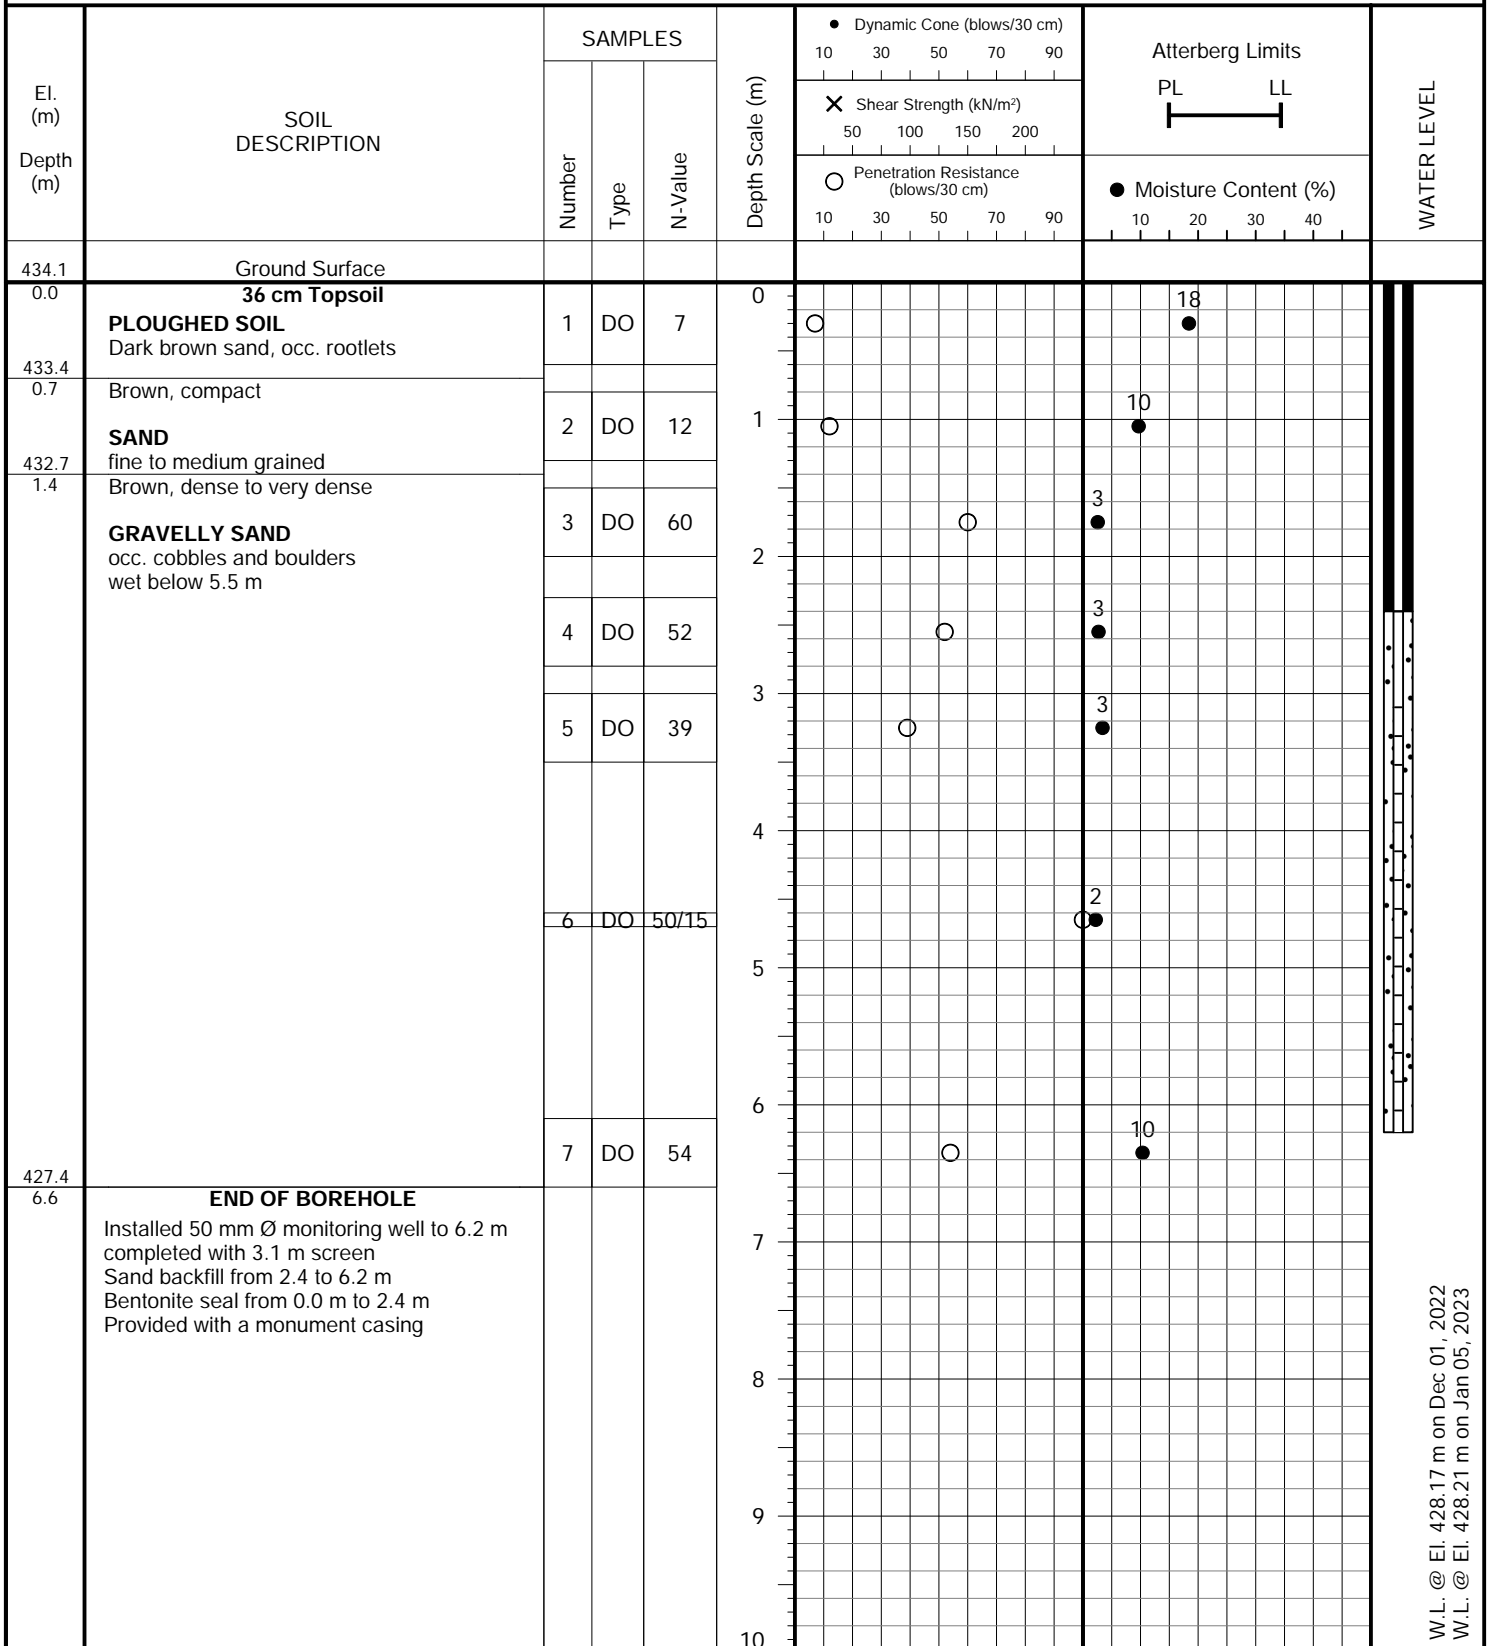 El.
(m)
Depth
(m)
SOIL
DESCRIPTION
SAMPLES
Number
Type
N-Value
Depth Scale (m)
Dynamic Cone (blows/30 cm)
10 30 50 70 90
Shear Strength (kN/m²)
50 100 150 200
Penetration Resistance
(blows/30 cm)
10 30 50 70 90
Atterberg Limits
PL LL
Moisture Content (%)
10 20 30 40
WATER LEVEL
434.1 Ground Surface
0.0 36 cm Topsoil 0
PLOUGHED SOIL 1 DO 7 18
Dark brown sand, occ. rootlets
433.4
0.7 Brown, compact
10
2 DO 12 1
SAND
432.7 fine to medium grained
1.4 Brown, dense to very dense
3
3 DO 60
GRAVELLY SAND
occ. cobbles and boulders 2
wet below 5.5 m
3
4 DO 52
3
3
5 DO 39
4
2
6 DO 50/15
5
6
10
7 DO 54
427.4
6.6 END OF BOREHOLE
Installed 50 mm Ø monitoring well to 6.2 m
7
completed with 3.1 m screen
Sand backfill from 2.4 to 6.2 m
Bentonite seal from 0.0 m to 2.4 m
Provided with a monument casing
8
9
10
W.L. @ El. 428.17 m on Dec 01, 2022
W.L. @ El. 428.21 m on Jan 05, 2023